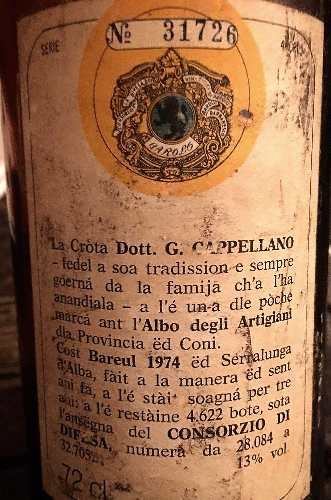 Nº 31726
SERIE
BAROLO
La Cròta Dott. G. CAPPELLANO
– fedel a soa tradission e sempre
goernà da la famija ch'a l'ha
anandiala – a l'é un-a dle pòche
marcà ant l'Albo degli Artigiani
dla Provincia ëd Coni.
Cost Bareul 1974 ëd Serralunga
d'Alba, fàit a la manera ëd sent
ani fa, a l'é stàit soagnà per tre
ani: a l'é restàine 4.622 bote, sota
l'ansegna del CONSORZIO DI
DIFESA, numerà da 28.084 a
32.705.
13% vol
72 cl